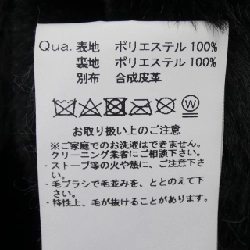 Qua. 表地 ポリエステル 100%
裏地 ポリエステル 100%
別布 合成皮革
お取り扱い上のご注意
※ご家庭でのお洗濯はできません。
クリーニング業者にご相談下さい。
・ストーブ等の火や熱に、ご注意下さい。
・毛ブラシで毛並みを、ととのえて下さい。
・特性上、毛が抜けることがあります。